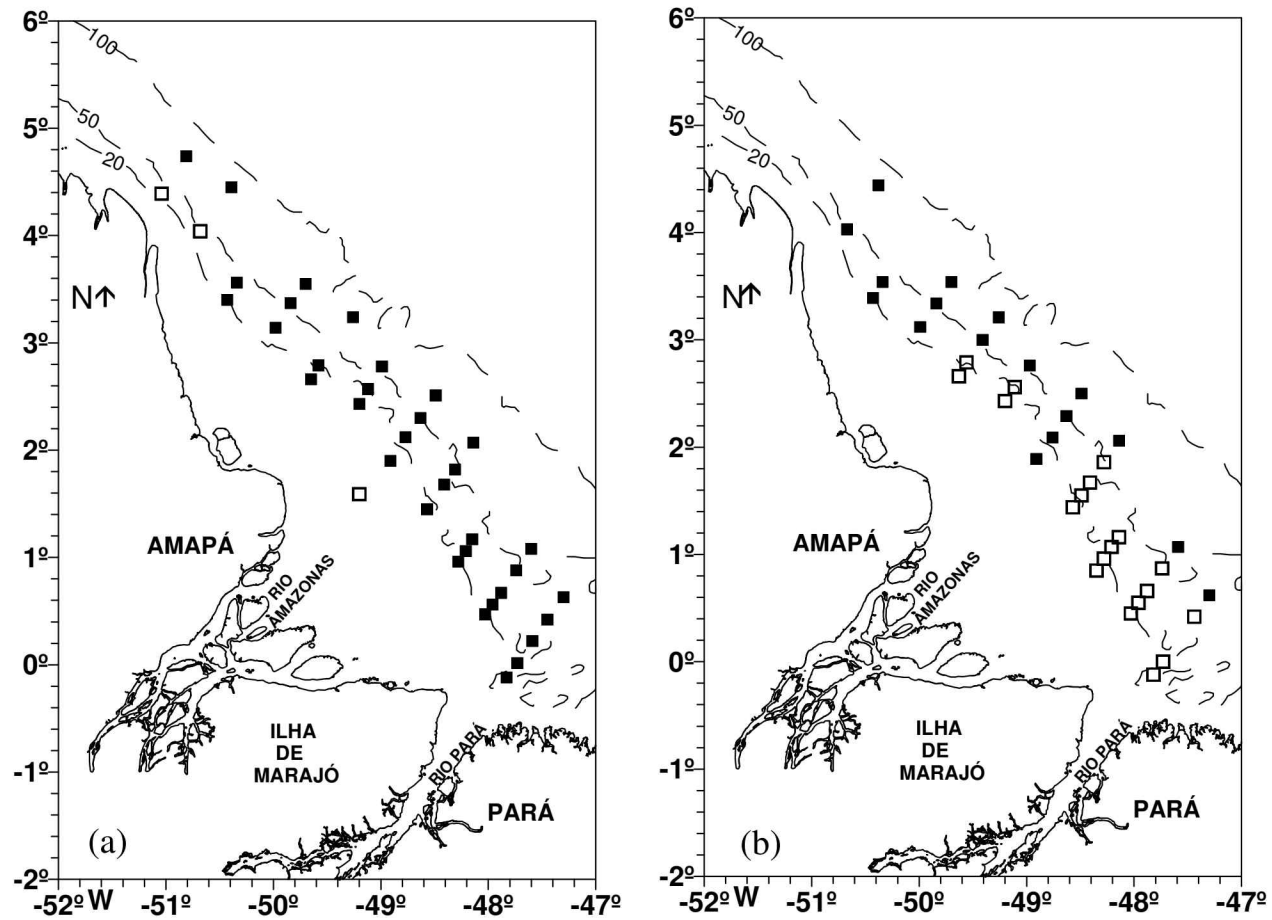 6º
5º
4º
3º
2º
1º
0º
-1º
-2º
-52º W
-51º
-50º
-49º
-48º
-47º
100
50
20
N↑
AMAPÁ
RIO
AMAZONAS
ILHA
DE
MARAJÓ
RIO PARÁ
PARÁ
(a)
6º
5º
4º
3º
2º
1º
0º
-1º
-2º
-52º W
-51º
-50º
-49º
-48º
-47º
100
50
20
N↑
AMAPÁ
RIO
AMAZONAS
ILHA
DE
MARAJÓ
RIO PARÁ
PARÁ
(b)